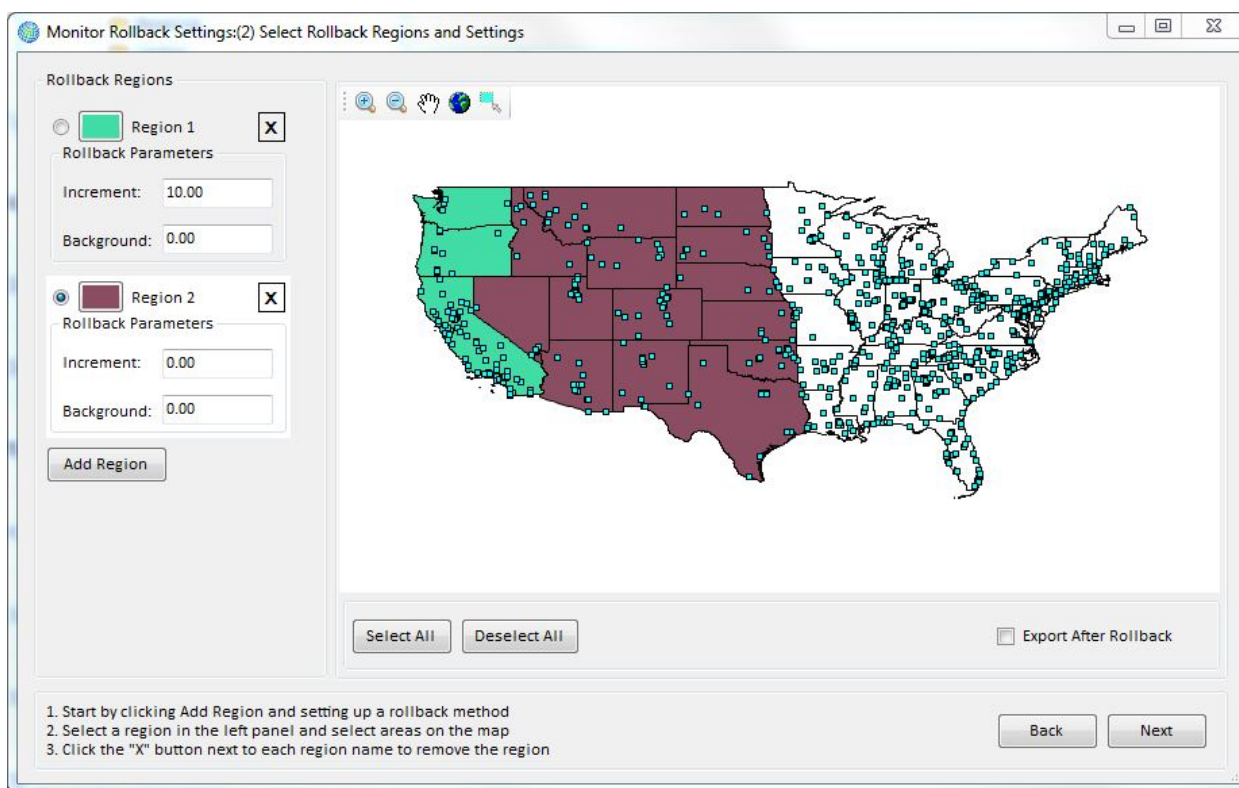 Monitor Rollback Settings:(2) Select Rollback Regions and Settings
Rollback Regions
Region 1
X
Rollback Parameters
Increment: 10.00
Background: 0.00
Region 2
X
Rollback Parameters
Increment: 0.00
Background: 0.00
Add Region
Select All
Deselect All
Export After Rollback
1. Start by clicking Add Region and setting up a rollback method
2. Select a region in the left panel and select areas on the map
3. Click the "X" button next to each region name to remove the region
Back
Next